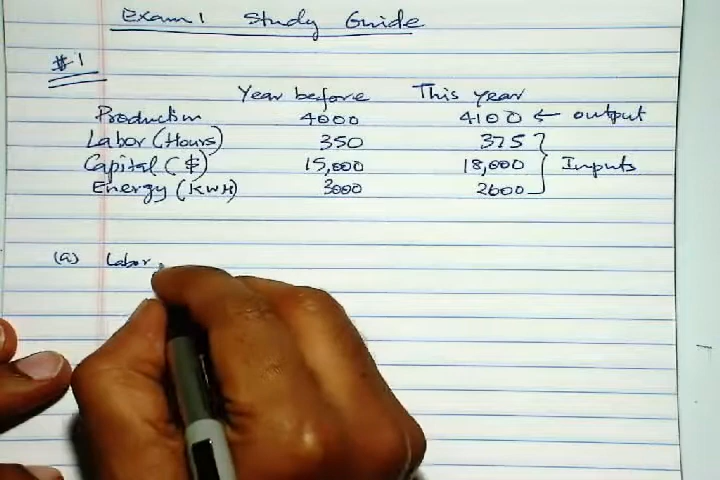 Exam 1 Study Guide
#1
Year before This year
Production 4000 4100 ← output
Labor (Hours) 350 375
Capital ($) 15,000 18,000 Inputs
Energy (KWH) 3000 2600
(a) Labor